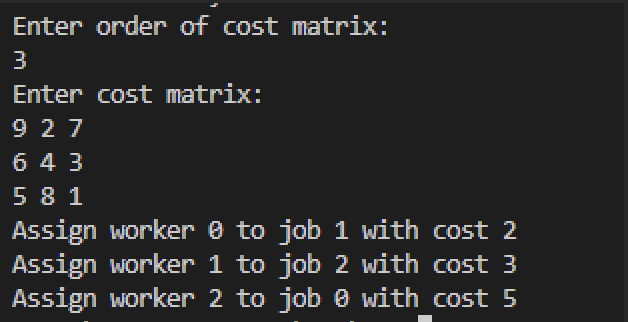 Enter order of cost matrix:
3
Enter cost matrix:
9 2 7
6 4 3
5 8 1
Assign worker 0 to job 1 with cost 2
Assign worker 1 to job 2 with cost 3
Assign worker 2 to job 0 with cost 5